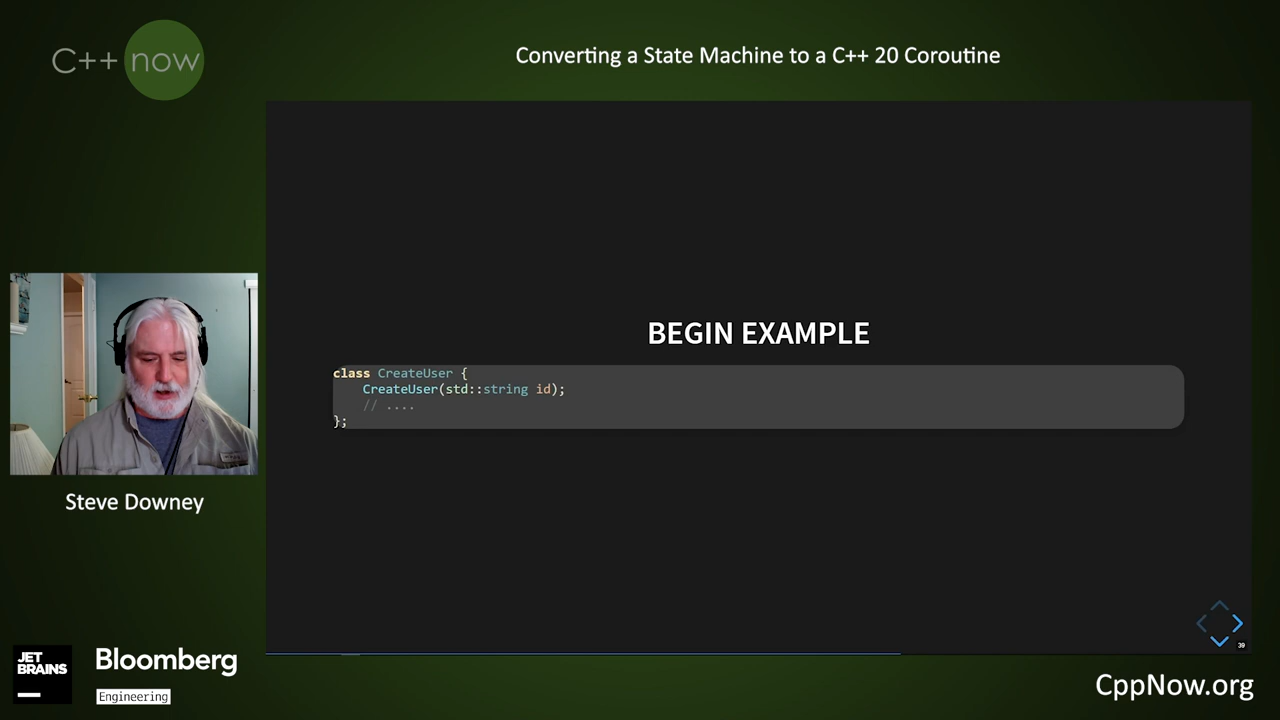 C++ now
Converting a State Machine to a C++ 20 Coroutine
BEGIN EXAMPLE
class CreateUser {
    CreateUser(std::string id);
    // ....
};
Steve Downey
39
JET
BRAINS
Bloomberg
Engineering
CppNow.org